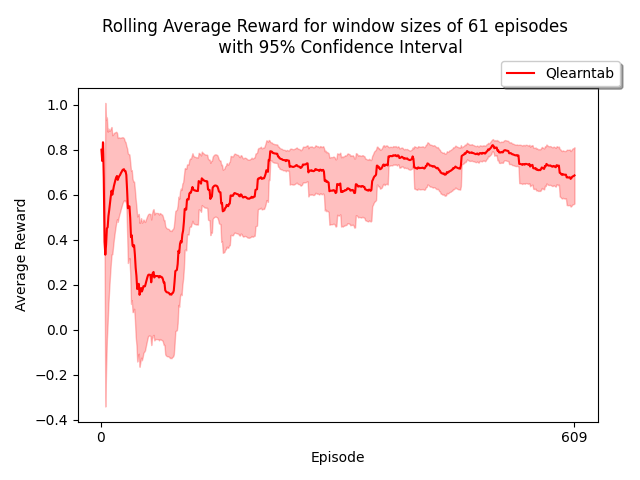 Rolling Average Reward for window sizes of 61 episodes
with 95% Confidence Interval
Qlearntab
1.0
0.8
0.6
0.4
0.2
0.0
−0.2
−0.4
Average Reward
0 609
Episode